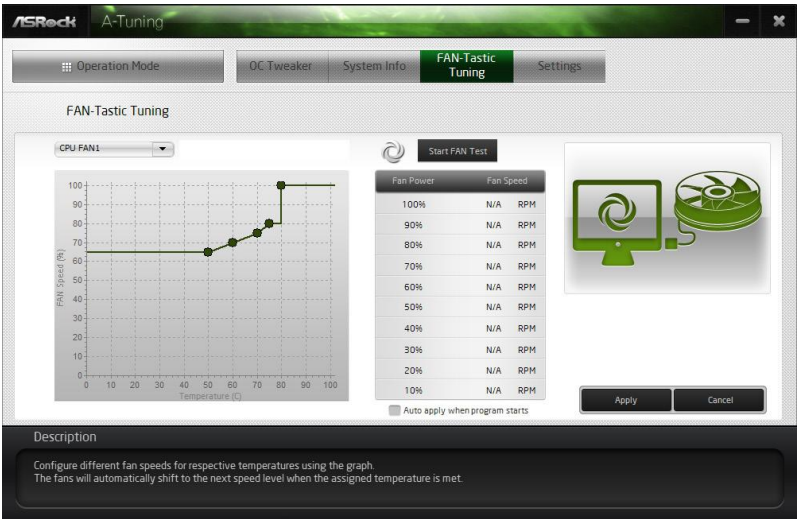 ASRock A-Tuning
Operation Mode
OC Tweaker
System Info
FAN-Tastic
Tuning
Settings
FAN-Tastic Tuning
CPU FAN1
Start FAN Test
FAN Speed (%)
100
90
80
70
60
50
40
30
20
10
0
0 10 20 30 40 50 60 70 80 90 100
Temperature (C)
Fan Power Fan Speed
100% N/A RPM
90% N/A RPM
80% N/A RPM
70% N/A RPM
60% N/A RPM
50% N/A RPM
40% N/A RPM
30% N/A RPM
20% N/A RPM
10% N/A RPM
Auto apply when program starts
Apply
Cancel
Description
Configure different fan speeds for respective temperatures using the graph.
The fans will automatically shift to the next speed level when the assigned temperature is met.